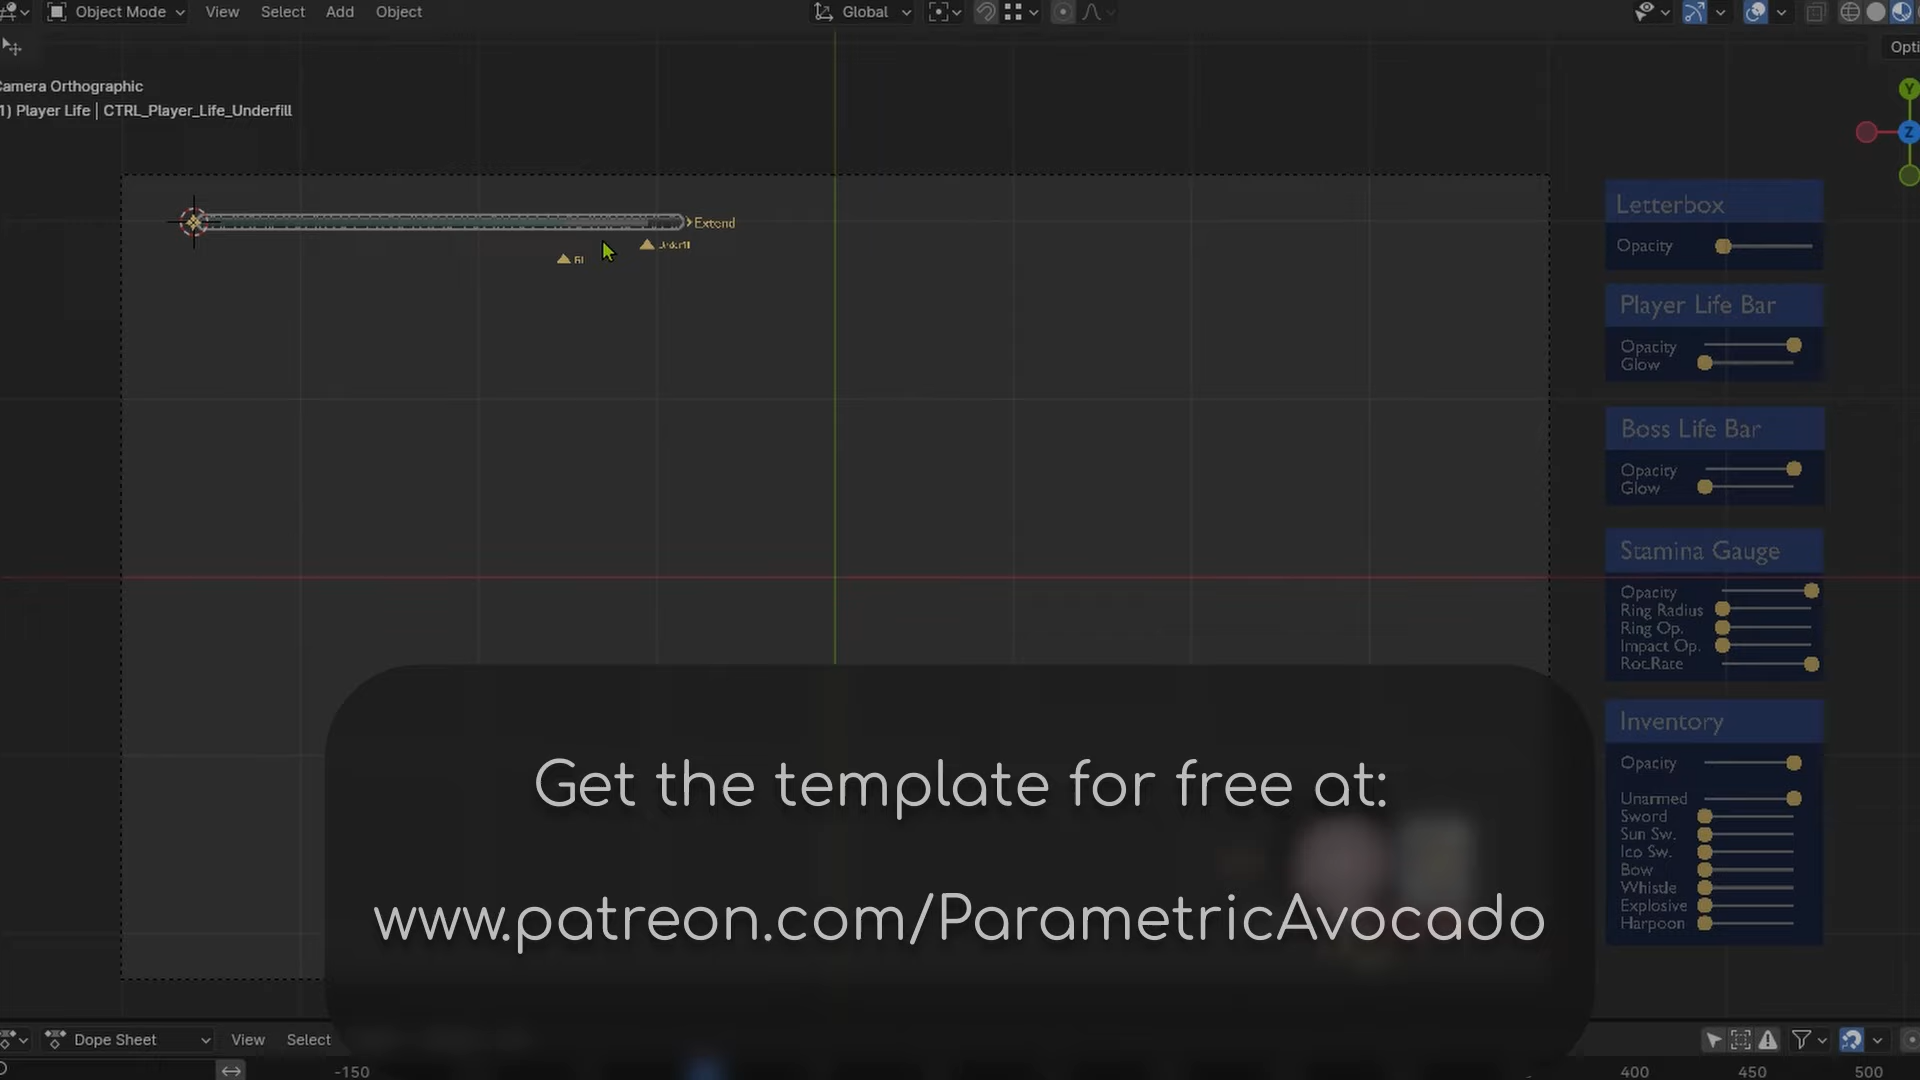 Object Mode View Select Add Object Global
Opti
Camera Orthographic
1) Player Life | CTRL_Player_Life_Underfill
Y
Z
Extend
Letterbox
Opacity
Player Life Bar
Opacity
Glow
Boss Life Bar
Opacity
Glow
Stamina Gauge
Opacity
Ring Radius
Ring Op.
Impact Op.
Rot.Rate
Inventory
Opacity
Unarmed
Sword
Sun Sw.
Ico Sw.
Bow
Whistle
Explosive
Harpoon
Get the template for free at:
www.patreon.com/ParametricAvocado
Dope Sheet View Select
-150 400 450 500